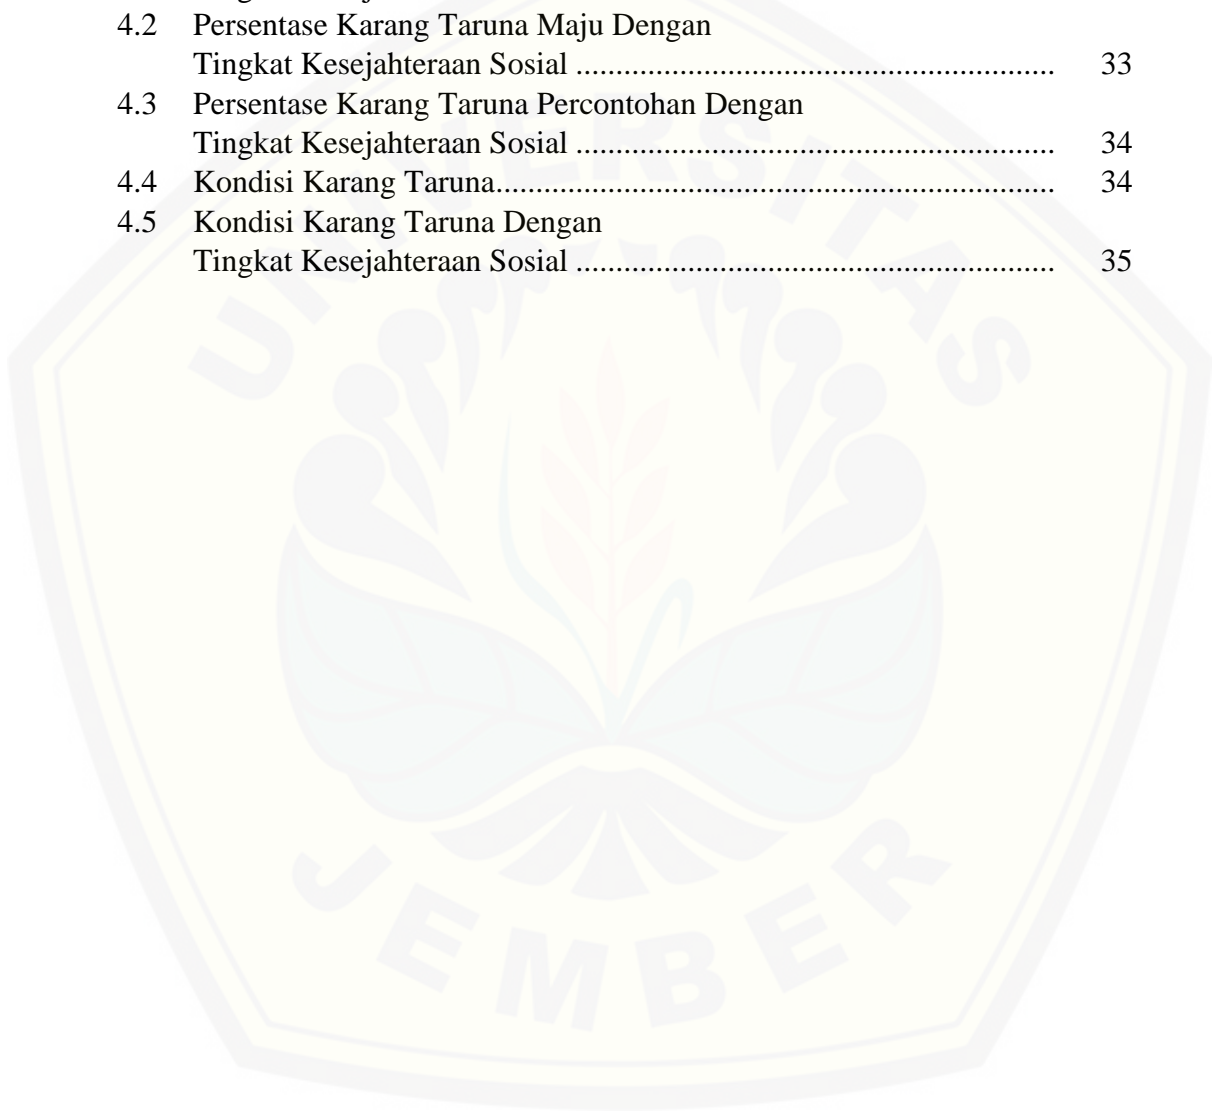 4.2 Persentase Karang Taruna Maju Dengan
Tingkat Kesejahteraan Sosial ............................................................ 33
4.3 Persentase Karang Taruna Percontohan Dengan
Tingkat Kesejahteraan Sosial ............................................................ 34
4.4 Kondisi Karang Taruna...................................................................... 34
4.5 Kondisi Karang Taruna Dengan
Tingkat Kesejahteraan Sosial ............................................................ 35
UNIVERSITAS
JEMBER